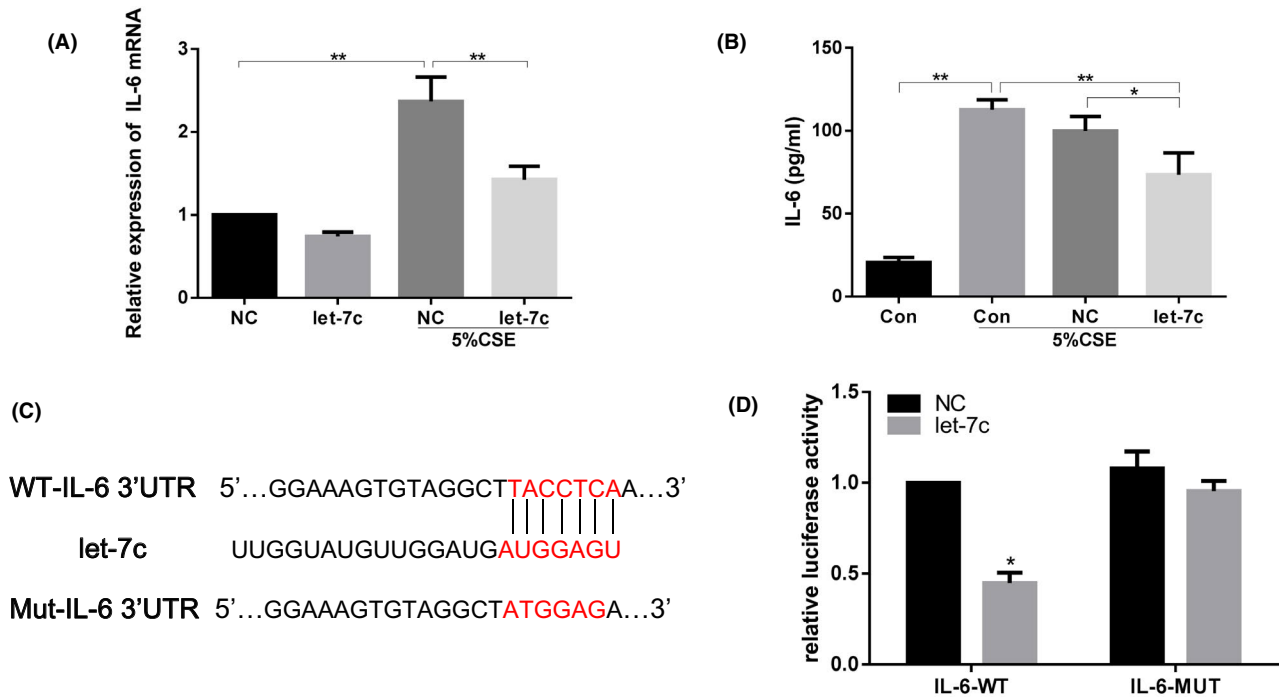 (A)
Relative expression of IL-6 mRNA
3
2
1
0
** **
NC let-7c NC let-7c
5%CSE
(B)
IL-6 (pg/ml)
150
100
50
0
** **
*
Con Con NC let-7c
5%CSE
(C)
WT-IL-6 3'UTR 5'...GGAAAGTGTAGGCTTACCTCAA...3'
let-7c UUGGUAUGUUGGAUGAUGGAGU
Mut-IL-6 3'UTR 5'...GGAAAGTGTAGGCTATGGAGA...3'
(D)
relative luciferase activity
1.5
1.0
0.5
0.0
NC
let-7c
*
IL-6-WT IL-6-MUT